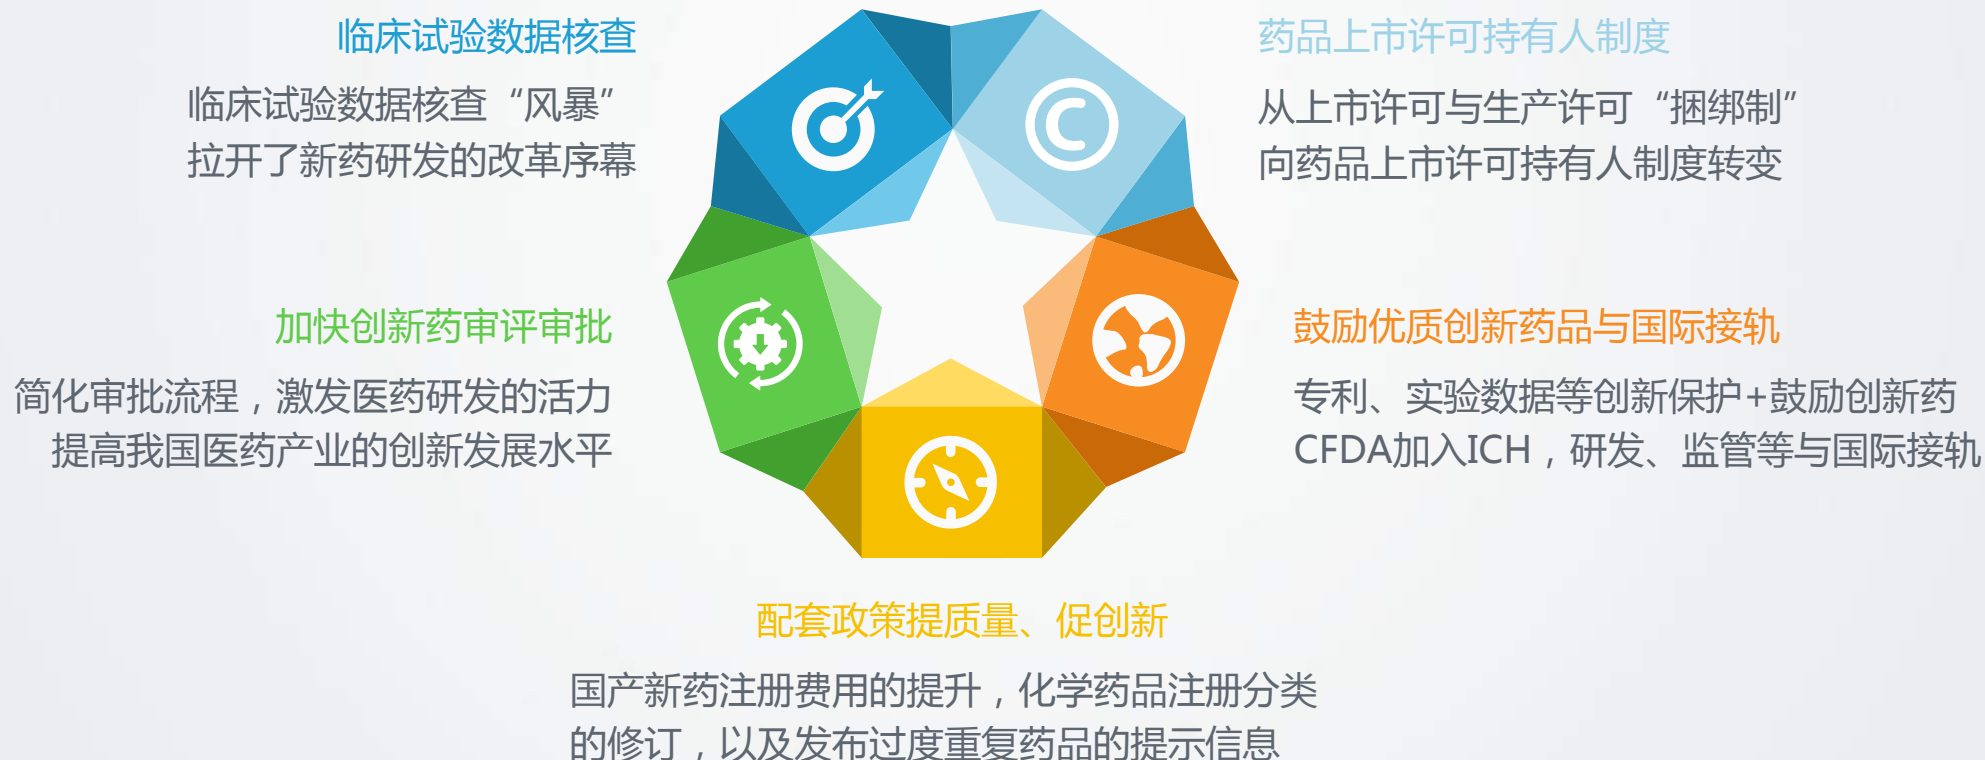 临床试验数据核查
临床试验数据核查“风暴”
拉开了新药研发的改革序幕
药品上市许可持有人制度
从上市许可与生产许可“捆绑制”
向药品上市许可持有人制度转变
加快创新药审评审批
简化审批流程，激发医药研发的活力
提高我国医药产业的创新发展水平
鼓励优质创新药品与国际接轨
专利、实验数据等创新保护+鼓励创新药
CFDA加入ICH，研发、监管等与国际接轨
配套政策提质量、促创新
国产新药注册费用的提升，化学药品注册分类
的修订，以及发布过度重复药品的提示信息